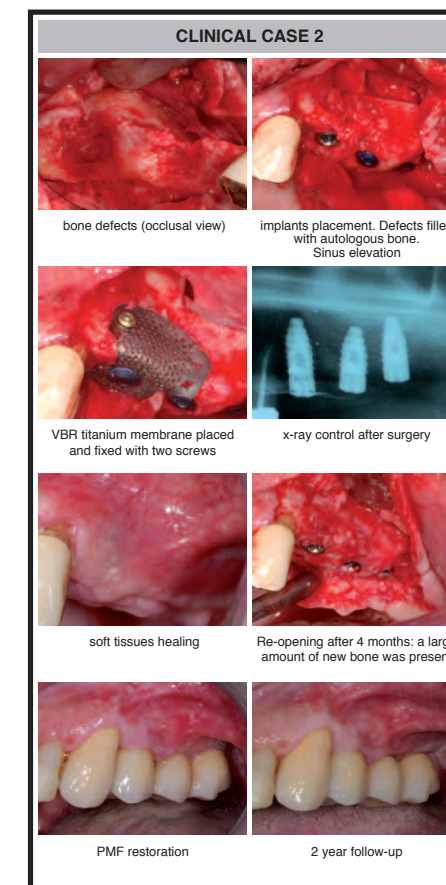 CLINICAL CASE 2
bone defects (occlusal view)
implants placement. Defects fille
with autologous bone.
Sinus elevation
VBR titanium membrane placed
and fixed with two screws
x-ray control after surgery
soft tissues healing
Re-opening after 4 months: a larg
amount of new bone was presen
PMF restoration
2 year follow-up